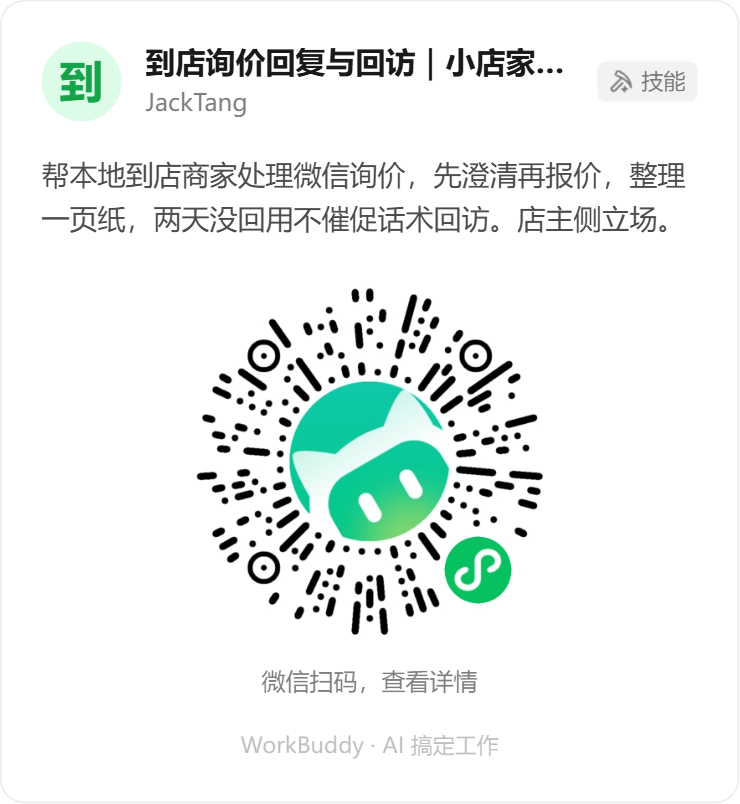 到
到店询价回复与回访｜小店家...
JackTang
技能
帮本地到店商家处理微信询价，先澄清再报价，整理
一页纸，两天没回用不催促话术回访。店主侧立场。
微信扫码，查看详情
WorkBuddy · AI 搞定工作